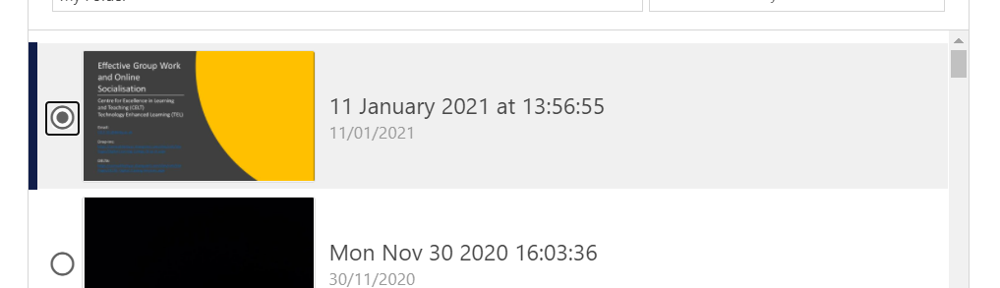 Effective Group Work
and Online
Socialisation
Centre for Excellence in Learning
and Teaching (CELT)
Technology Enhanced Learning (TEL)
11 January 2021 at 13:56:55
11/01/2021
Mon Nov 30 2020 16:03:36
30/11/2020